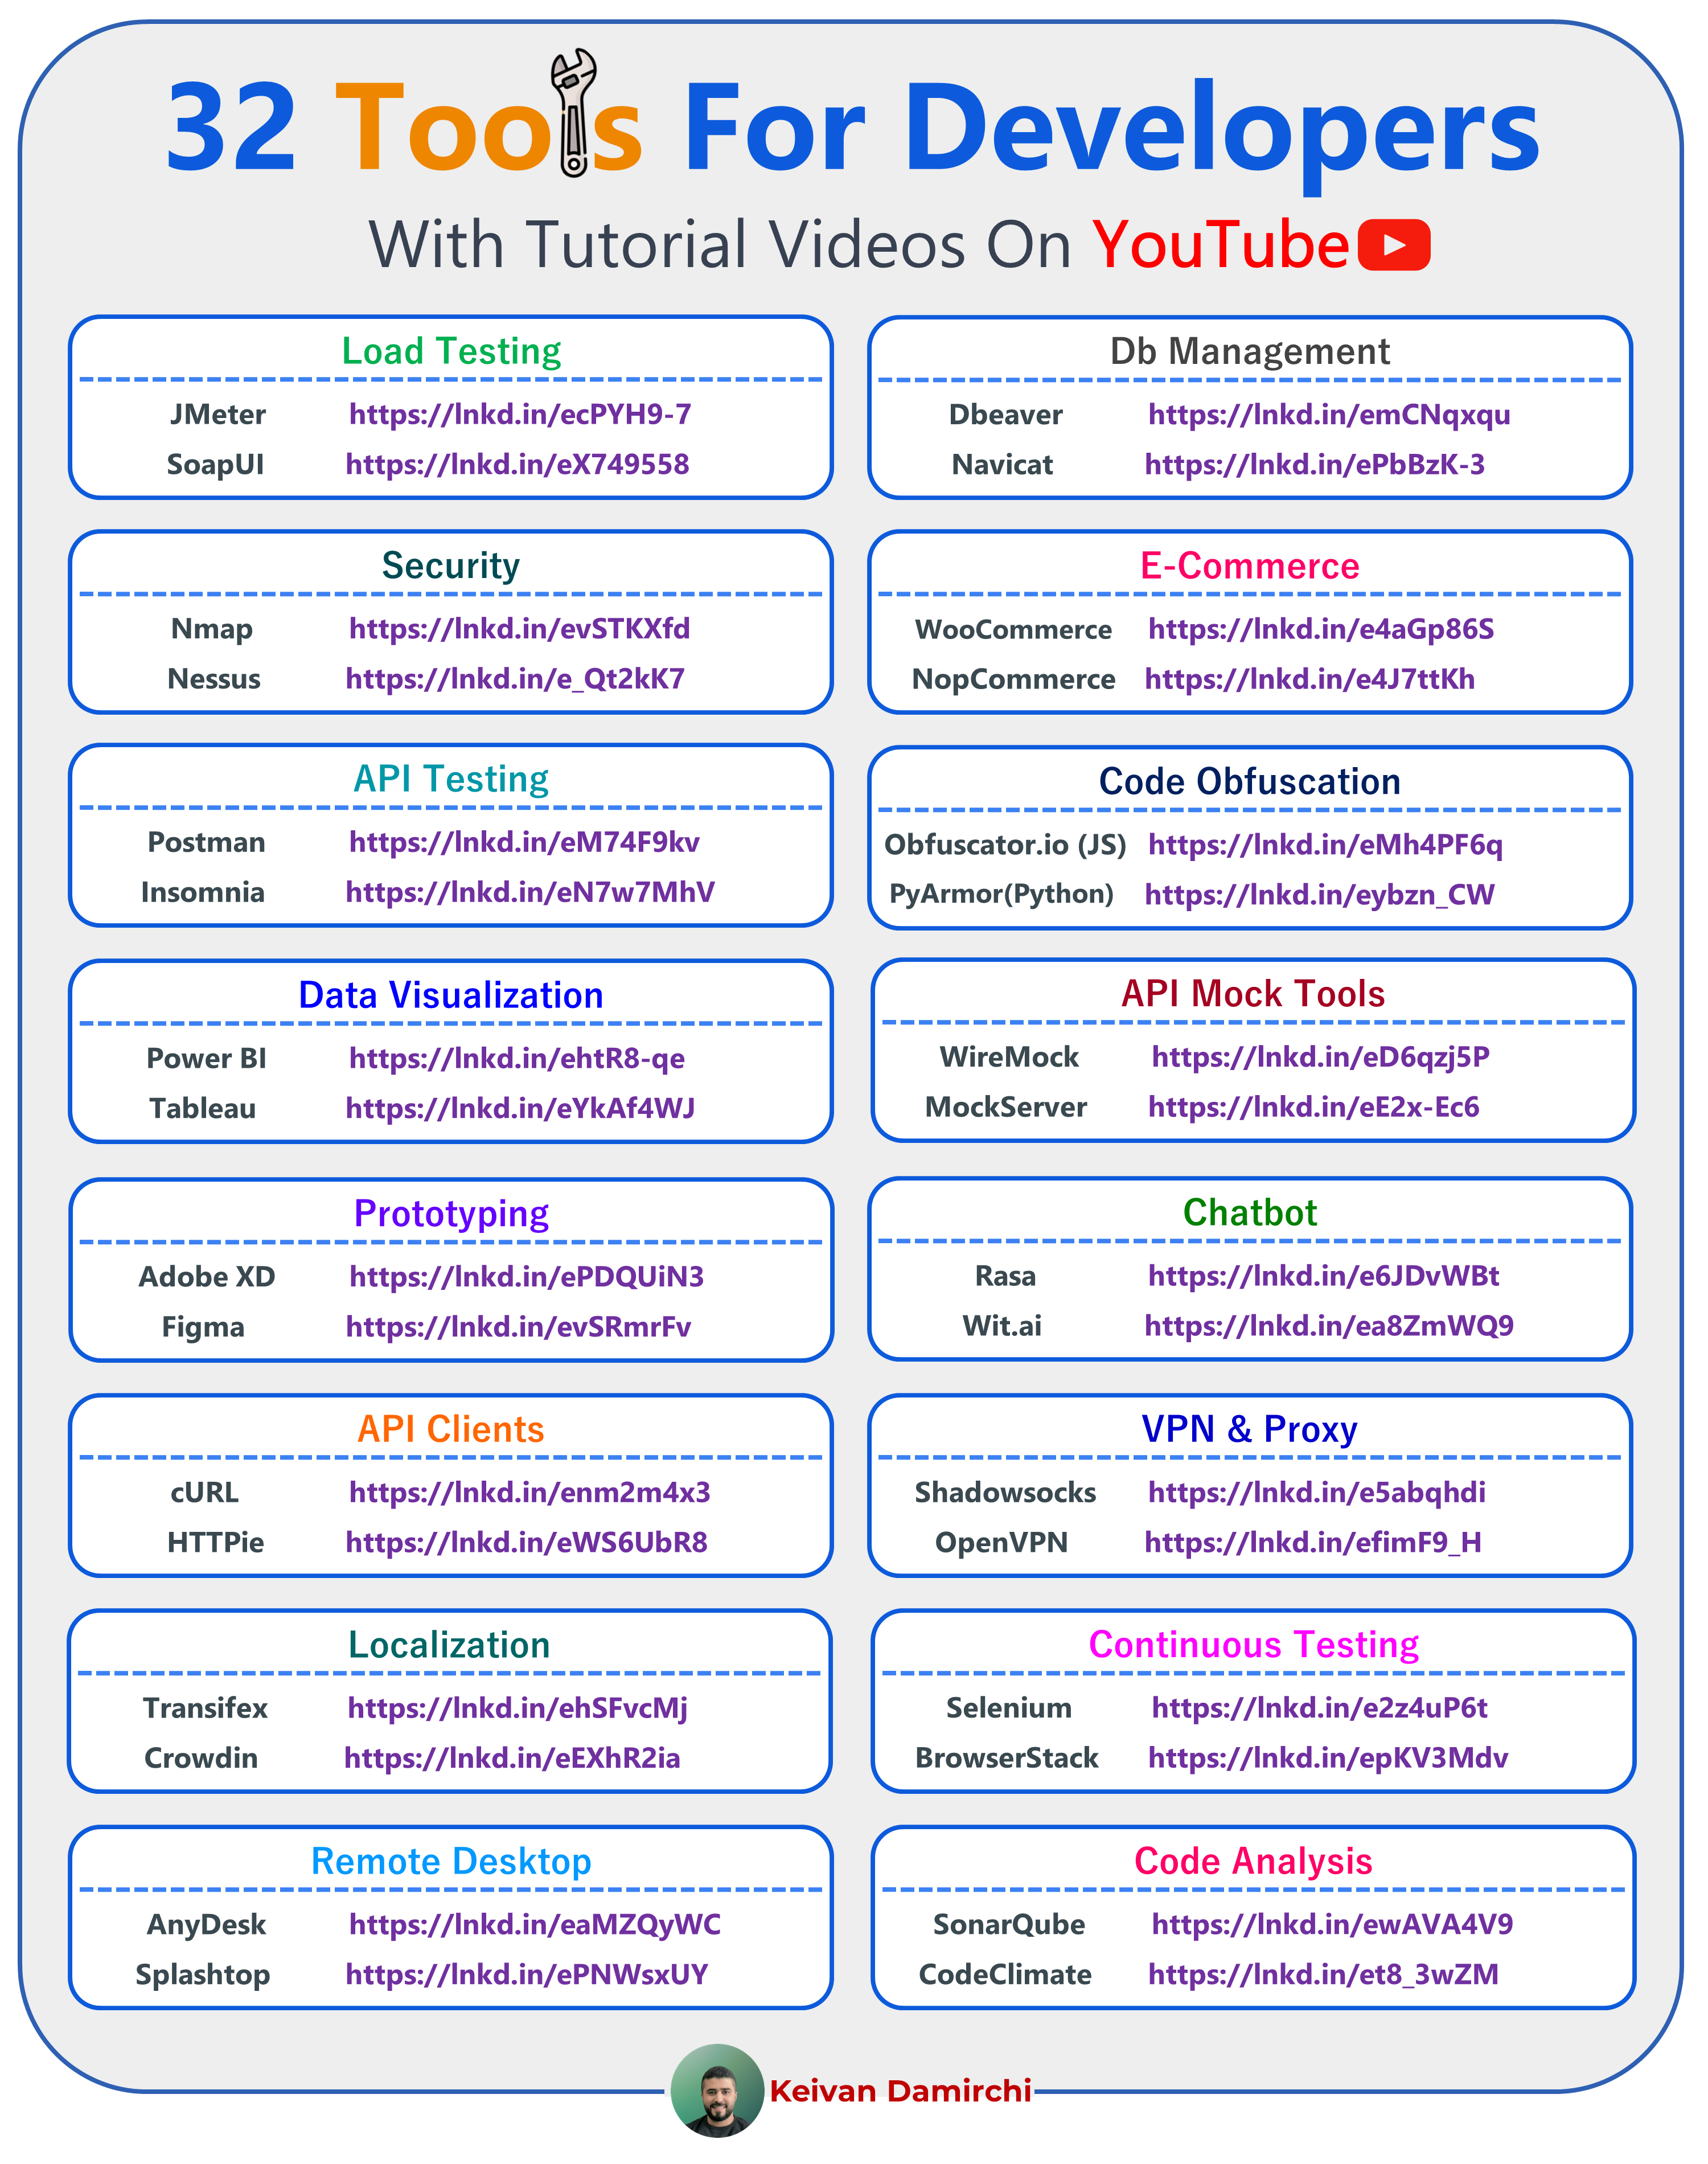 32 Tools For Developers
With Tutorial Videos On YouTube
Load Testing
JMeter https://lnkd.in/ecPYH9-7
SoapUI https://lnkd.in/eX749558
Db Management
Dbeaver https://lnkd.in/emCNqxqu
Navicat https://lnkd.in/ePbBzK-3
Security
Nmap https://lnkd.in/evSTKXfd
Nessus https://lnkd.in/e_Qt2kK7
E-Commerce
WooCommerce https://lnkd.in/e4aGp86S
NopCommerce https://lnkd.in/e4J7ttKh
API Testing
Postman https://lnkd.in/eM74F9kv
Insomnia https://lnkd.in/eN7w7MhV
Code Obfuscation
Obfuscator.io (JS) https://lnkd.in/eMh4PF6q
PyArmor(Python) https://lnkd.in/eybzn_CW
Data Visualization
Power BI https://lnkd.in/ehtR8-qe
Tableau https://lnkd.in/eYkAf4WJ
API Mock Tools
WireMock https://lnkd.in/eD6qzj5P
MockServer https://lnkd.in/eE2x-Ec6
Prototyping
Adobe XD https://lnkd.in/ePDQUiN3
Figma https://lnkd.in/evSRmrFv
Chatbot
Rasa https://lnkd.in/e6JDvWBt
Wit.ai https://lnkd.in/ea8ZmWQ9
API Clients
cURL https://lnkd.in/enm2m4x3
HTTPie https://lnkd.in/eWS6UbR8
VPN & Proxy
Shadowsocks https://lnkd.in/e5abqhdi
OpenVPN https://lnkd.in/efimF9_H
Localization
Transifex https://lnkd.in/ehSFvcMj
Crowdin https://lnkd.in/eEXhR2ia
Continuous Testing
Selenium https://lnkd.in/e2z4uP6t
BrowserStack https://lnkd.in/epKV3Mdv
Remote Desktop
AnyDesk https://lnkd.in/eaMZQyWC
Splashtop https://lnkd.in/ePNWsxUY
Code Analysis
SonarQube https://lnkd.in/ewAVA4V9
CodeClimate https://lnkd.in/et8_3wZM
Keivan Damirchi